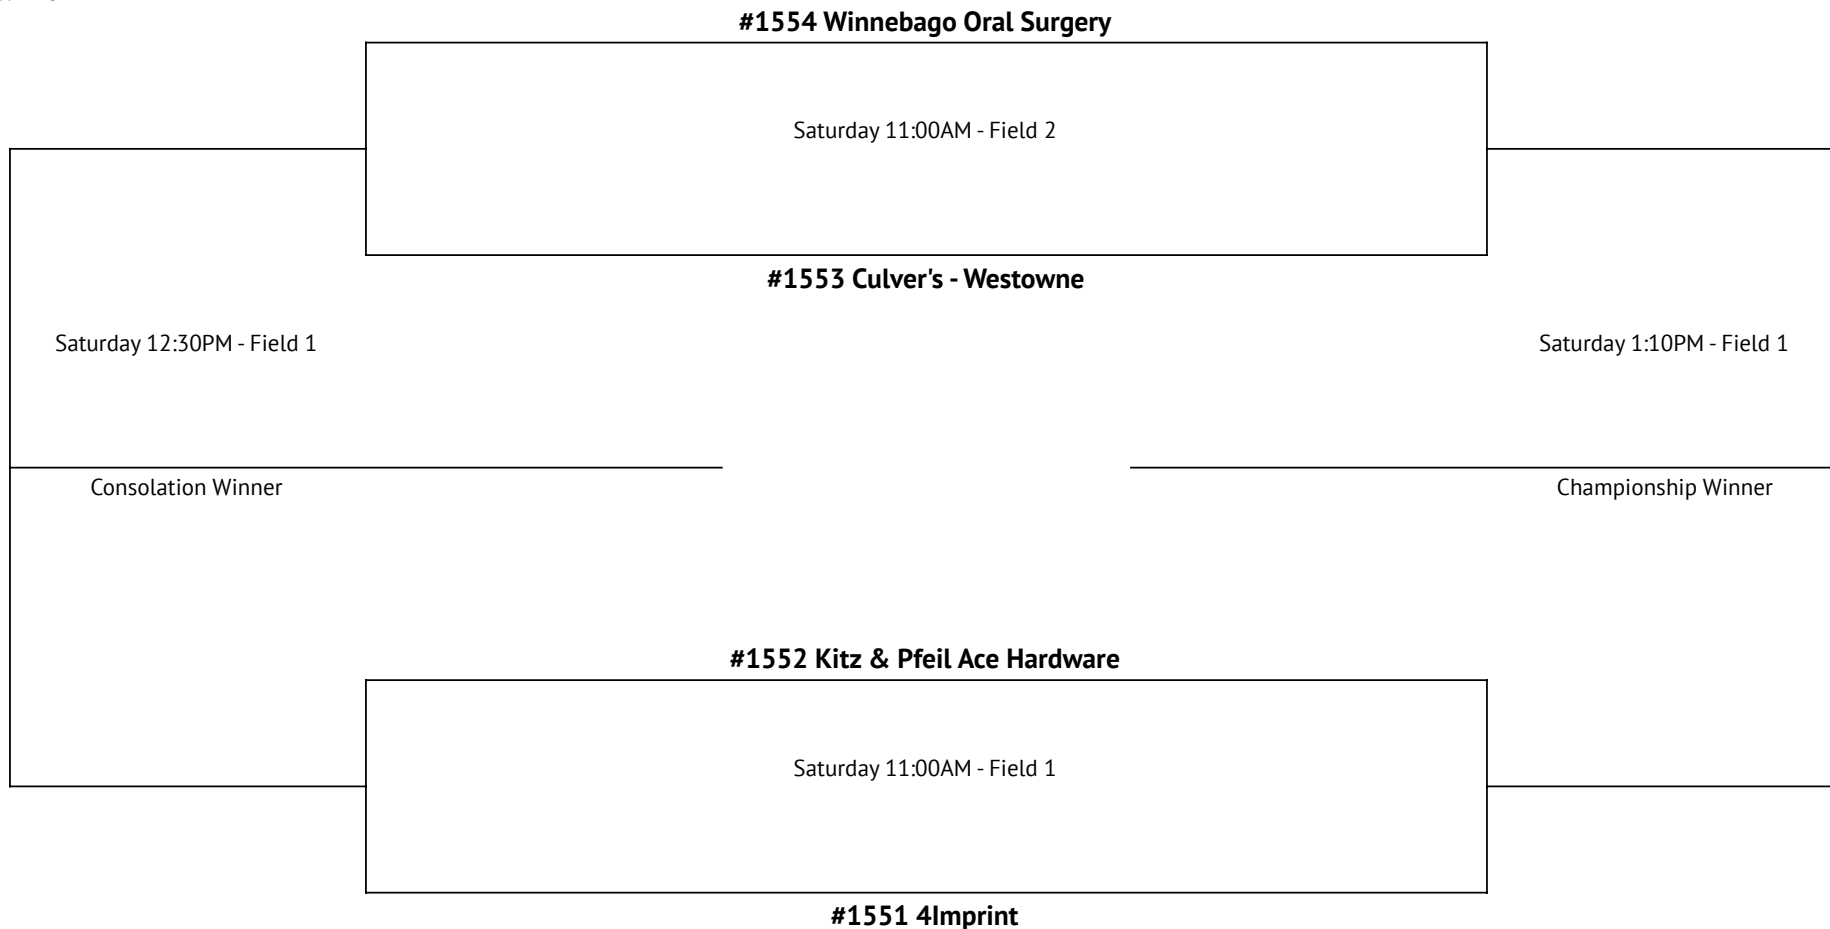 #1554 Winnebago Oral Surgery
Saturday 11:00AM - Field 2
#1553 Culver's - Westowne
Saturday 12:30PM - Field 1
Saturday 1:10PM - Field 1
Consolation Winner
Championship Winner
#1552 Kitz & Pfeil Ace Hardware
Saturday 11:00AM - Field 1
#1551 4Imprint